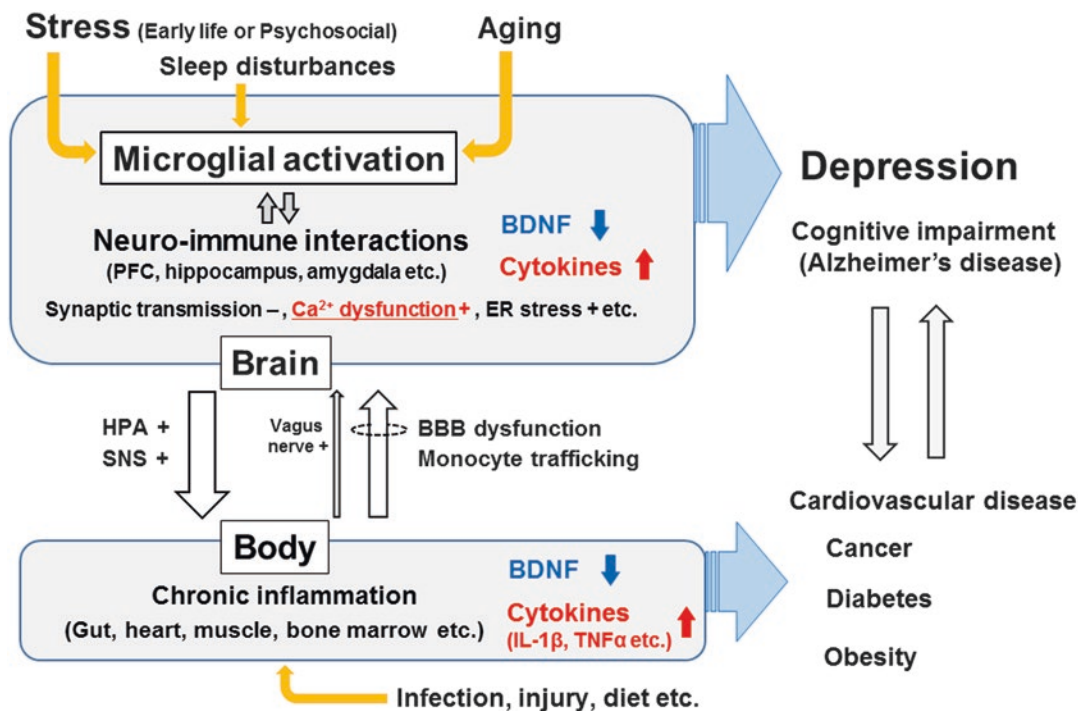 Stress (Early life or Psychosocial)
Aging
Sleep disturbances
Microglial activation
Neuro-immune interactions
(PFC, hippocampus, amygdala etc.)
BDNF
Cytokines
Synaptic transmission –, Ca²⁺ dysfunction +, ER stress + etc.
Brain
Depression
Cognitive impairment
(Alzheimer's disease)
HPA +
SNS +
Vagus
nerve +
BBB dysfunction
Monocyte trafficking
Body
Chronic inflammation
(Gut, heart, muscle, bone marrow etc.)
BDNF
Cytokines
(IL-1β, TNFα etc.)
Cardiovascular disease
Cancer
Diabetes
Obesity
Infection, injury, diet etc.